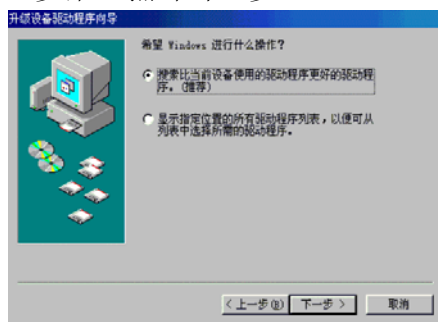 升级设备驱动程序向导
希望 Windows 进行什么操作？
搜索比当前设备使用的驱动程序更好的驱动程
序。(推荐)
显示指定位置的所有驱动程序列表，以便可从
列表中选择所需的驱动程序。
< 上一步(B) 下一步 > 取消